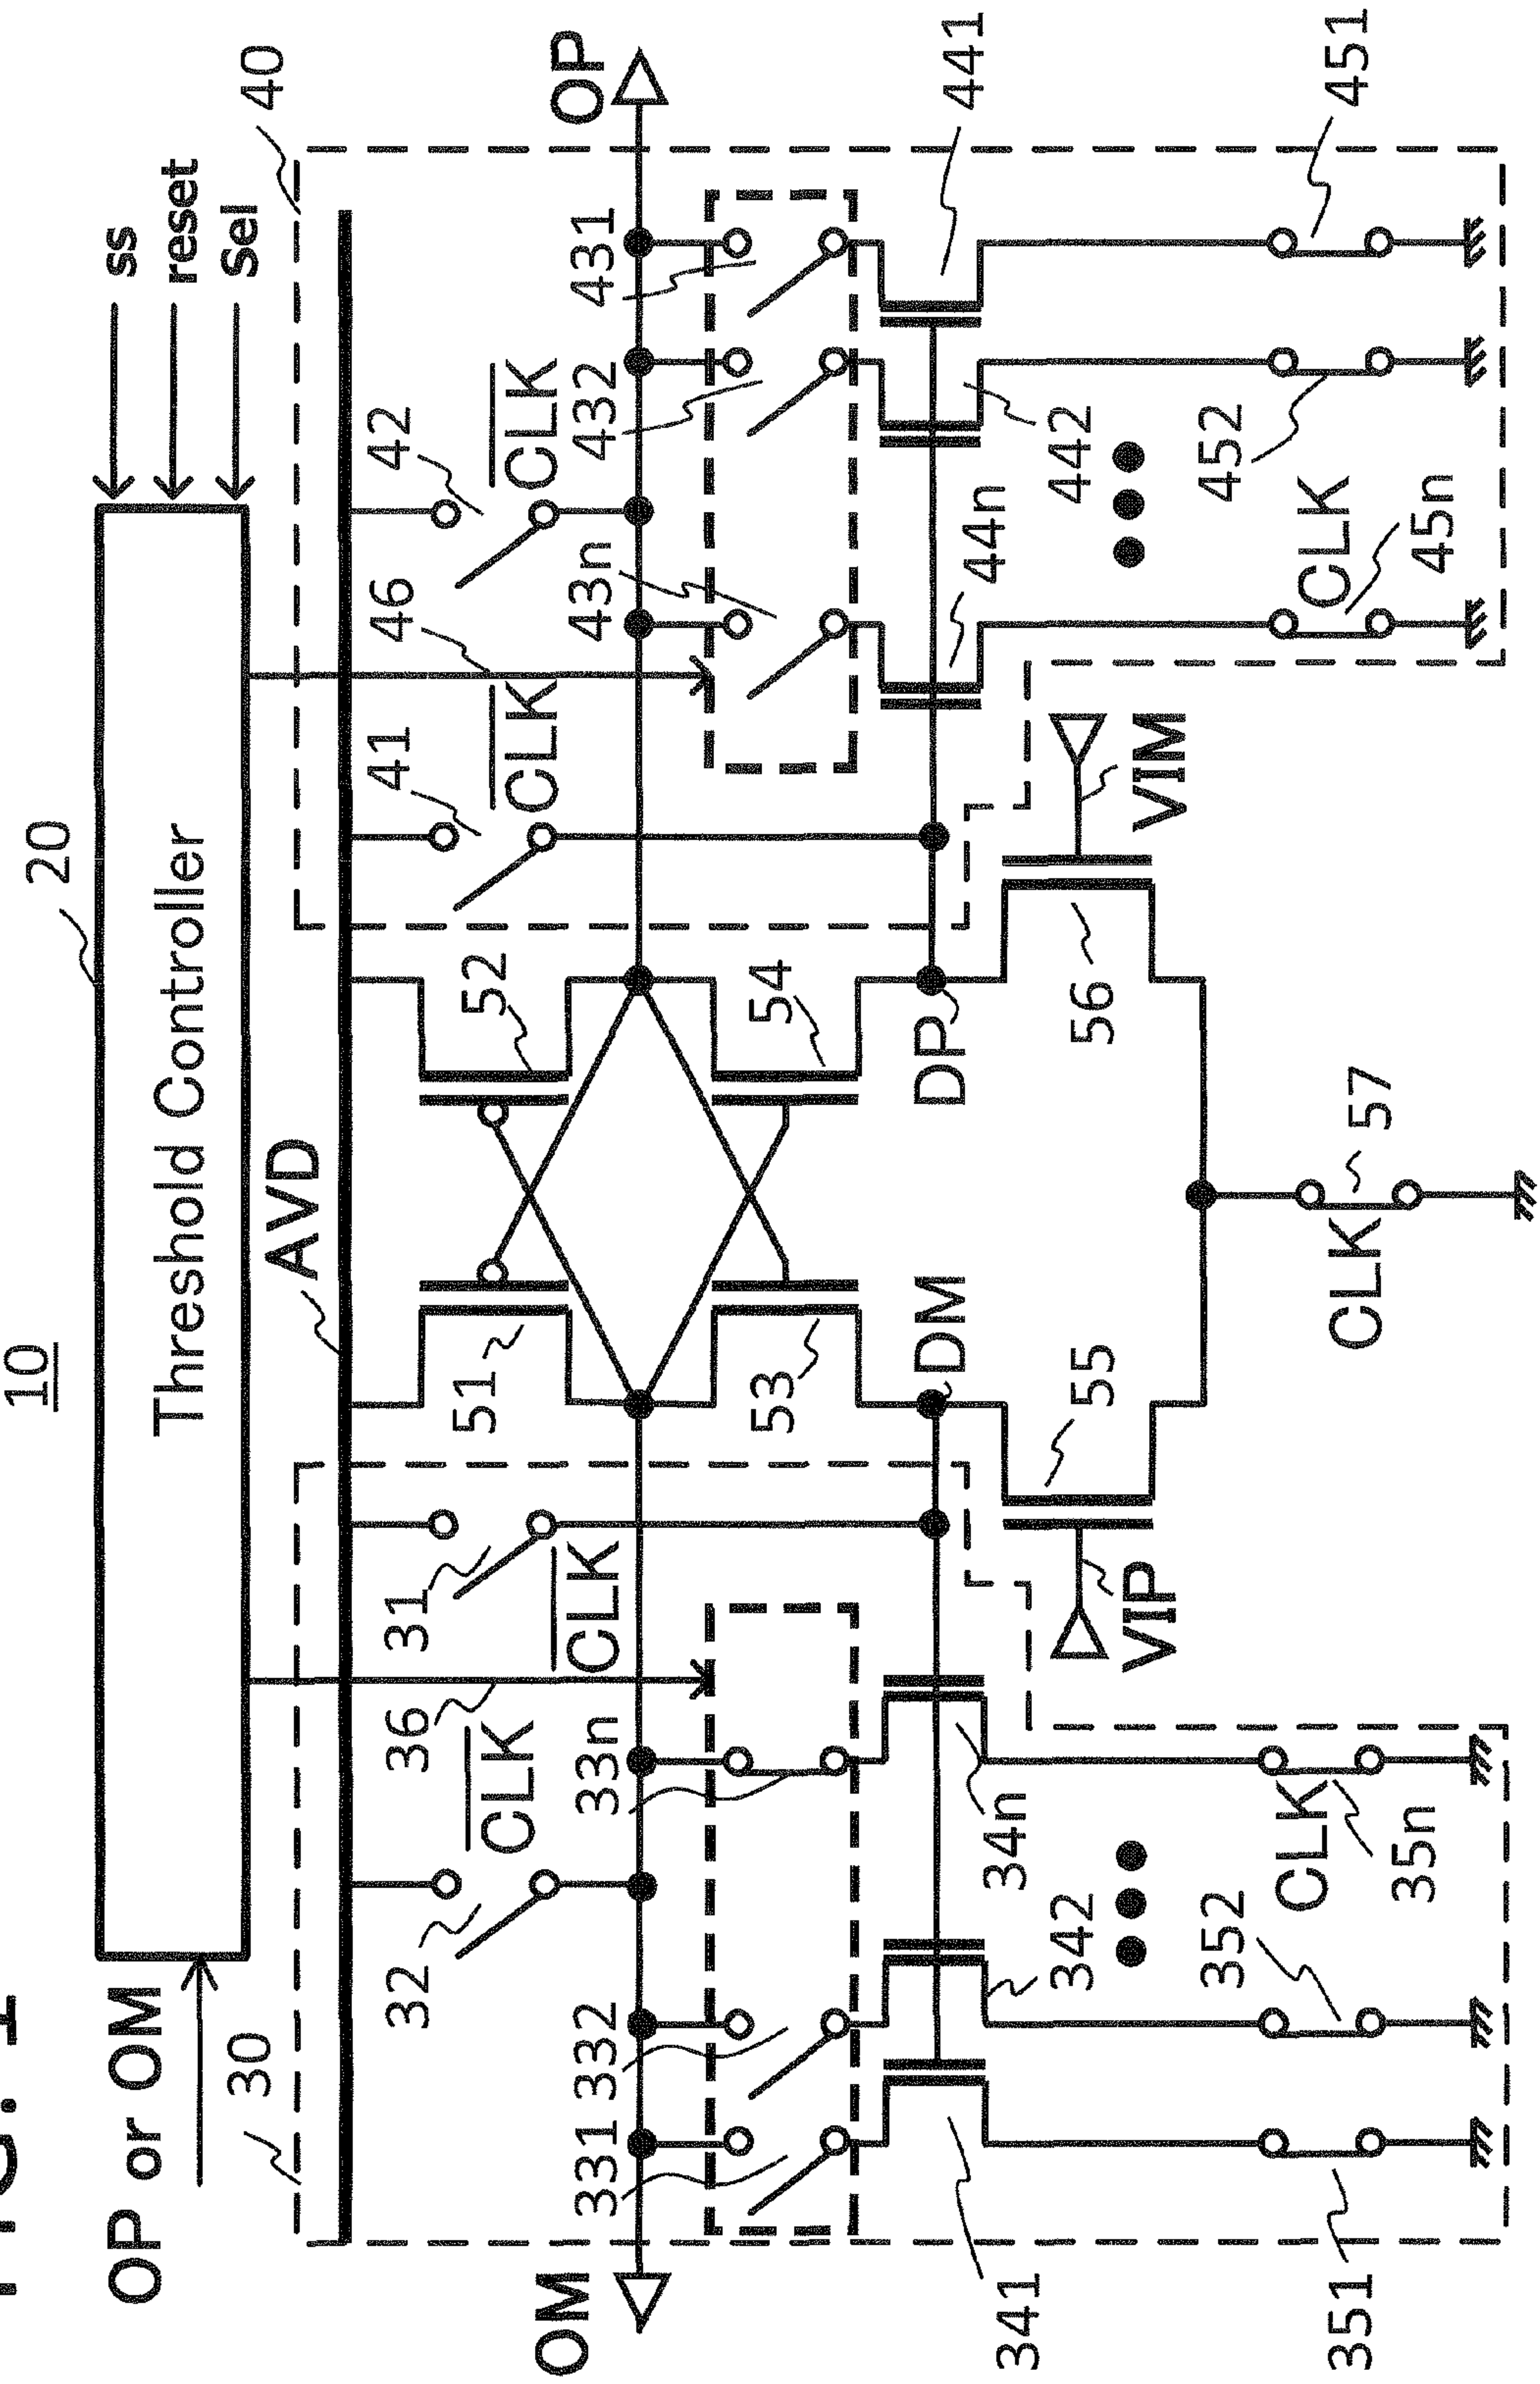 FIG. 1
10
20
Threshold Controller
OP or OM
ss
reset
Sel
30
AVD
40
32
CLK
36
31
CLK
51
52
41
CLK
46
42
CLK
OM
331
332
33n
43n
432
431
OP
53
54
341
342
34n
DM
DP
44n
442
441
VIP
55
56
VIM
351
352
CLK
35n
CLK
57
CLK
45n
452
451